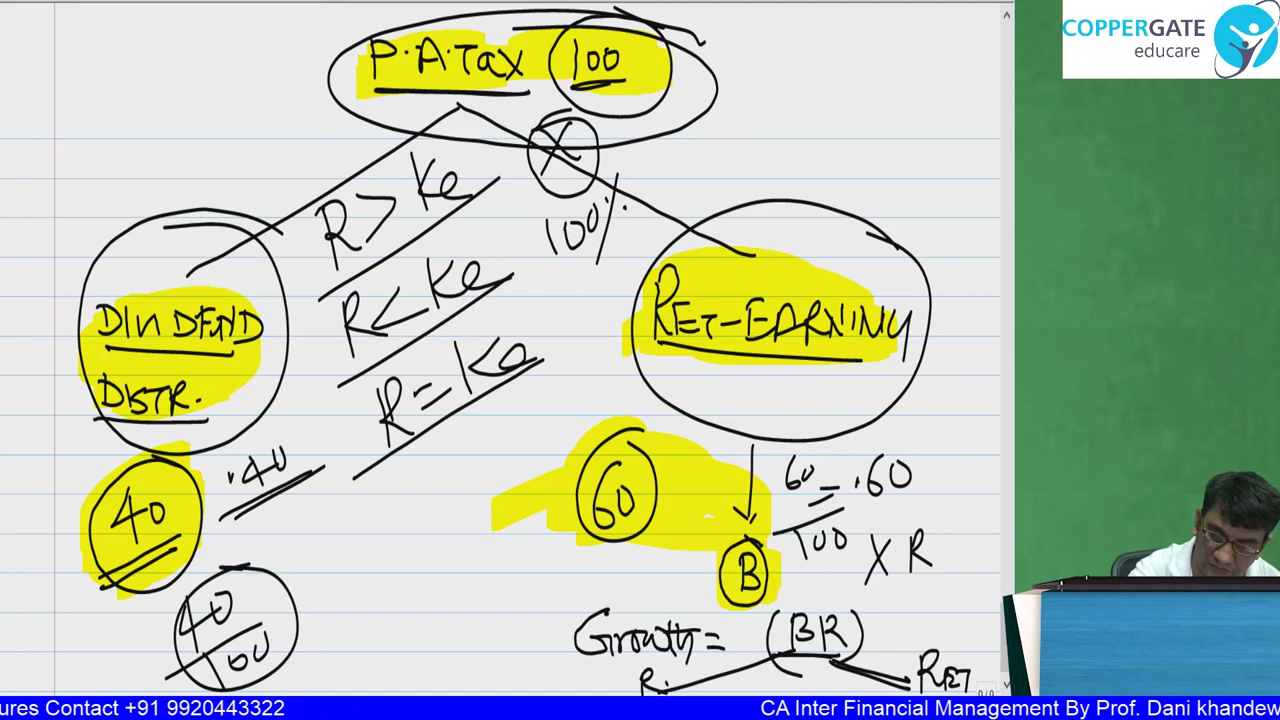 P.A.Tax 100
COPPERGATE
educare
X
100%
R > Ke
R < Ke
R = Ke
DIVIDEND
DISTR.
RET-EARNING
40
.40
60
60/100 = .60
X R
B
40/100
Growth = (BR)
R.
RET
ures Contact +91 9920443322
CA Inter Financial Management By Prof. Dani khandew